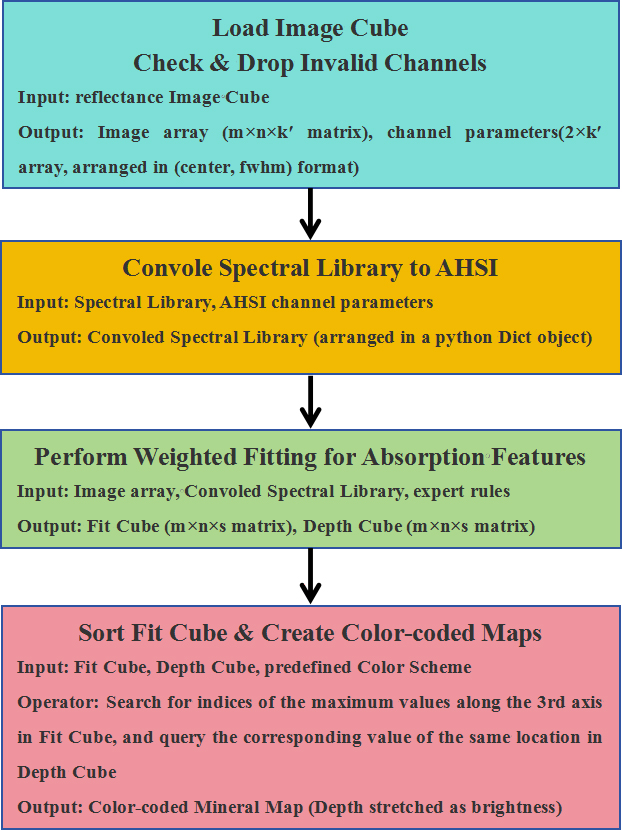 Load Image Cube
Check & Drop Invalid Channels
Input: reflectance Image Cube
Output: Image array (m×n×k′ matrix), channel parameters(2×k′
array, arranged in (center, fwhm) format)
Convole Spectral Library to AHSI
Input: Spectral Library, AHSI channel parameters
Output: Convoled Spectral Library (arranged in a python Dict object)
Perform Weighted Fitting for Absorption Features
Input: Image array, Convoled Spectral Library, expert rules
Output: Fit Cube (m×n×s matrix), Depth Cube (m×n×s matrix)
Sort Fit Cube & Create Color-coded Maps
Input: Fit Cube, Depth Cube, predefined Color Scheme
Operator: Search for indices of the maximum values along the 3rd axis
in Fit Cube, and query the corresponding value of the same location in
Depth Cube
Output: Color-coded Mineral Map (Depth stretched as brightness)